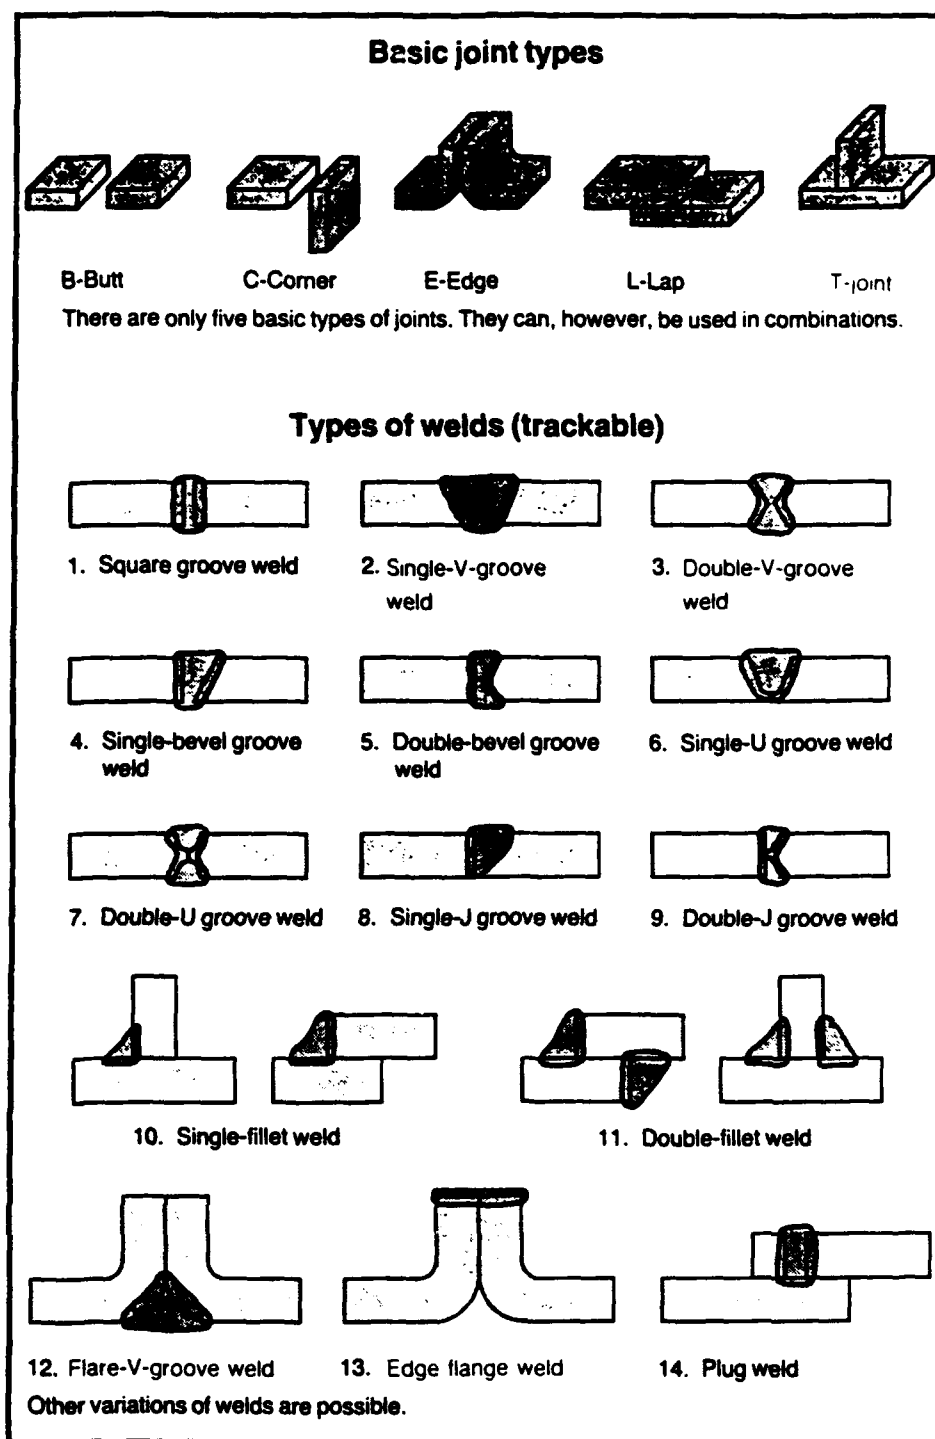 Basic joint types
B-Butt
C-Corner
E-Edge
L-Lap
T-joint
There are only five basic types of joints. They can, however, be used in combinations.
Types of welds (trackable)
1. Square groove weld
2. Single-V-groove
weld
3. Double-V-groove
weld
4. Single-bevel groove
weld
5. Double-bevel groove
weld
6. Single-U groove weld
7. Double-U groove weld
8. Single-J groove weld
9. Double-J groove weld
10. Single-fillet weld
11. Double-fillet weld
12. Flare-V-groove weld
13. Edge flange weld
14. Plug weld
Other variations of welds are possible.